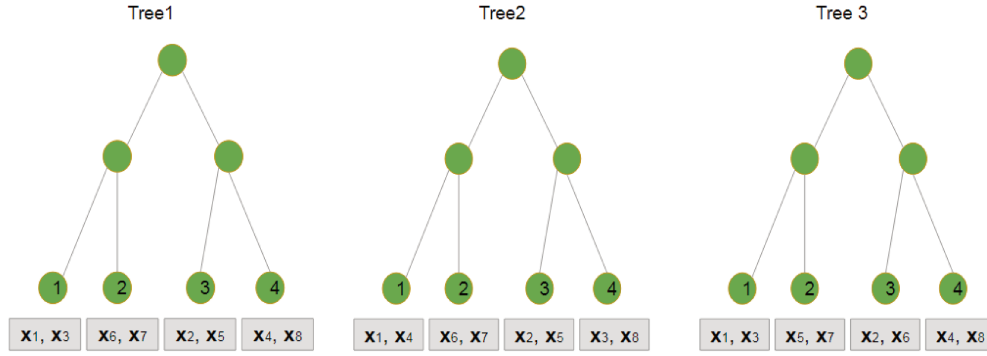 Tree1 Tree2 Tree 3
1 2 3 4 1 2 3 4 1 2 3 4
x1, x3 x6, x7 x2, x5 x4, x8 x1, x4 x6, x7 x2, x5 x3, x8 x1, x3 x5, x7 x2, x6 x4, x8